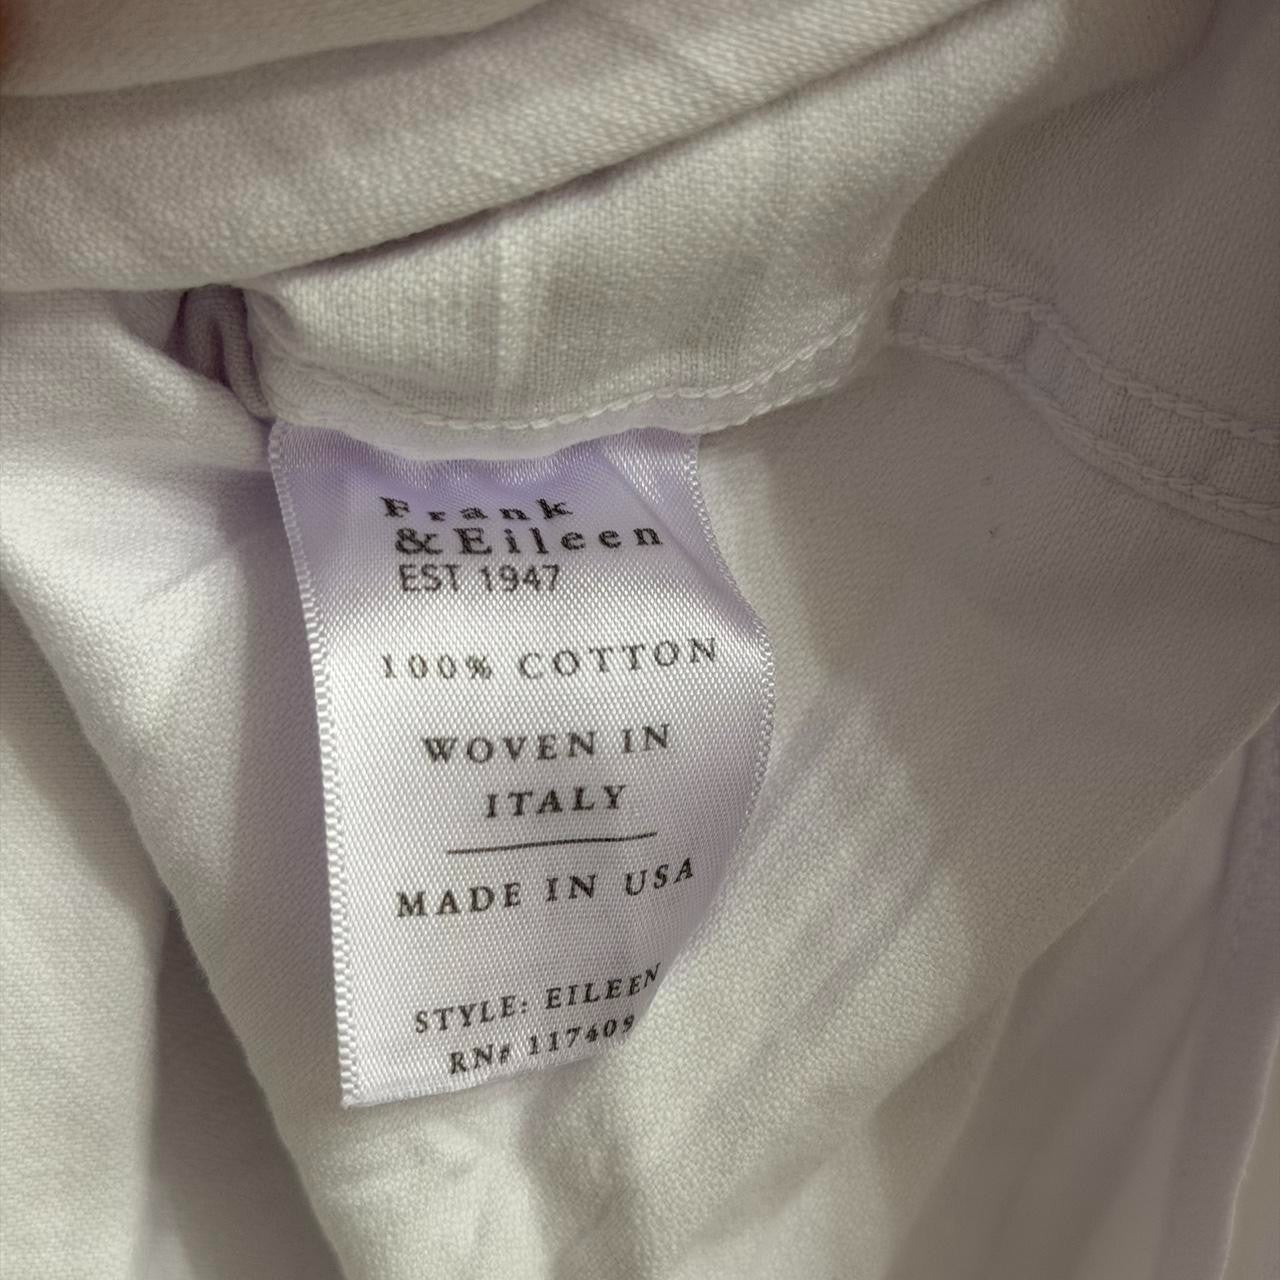 Frank
&Eileen
EST 1947
100% COTTON
WOVEN IN
ITALY
MADE IN USA
STYLE: EILEEN
RN# 117409